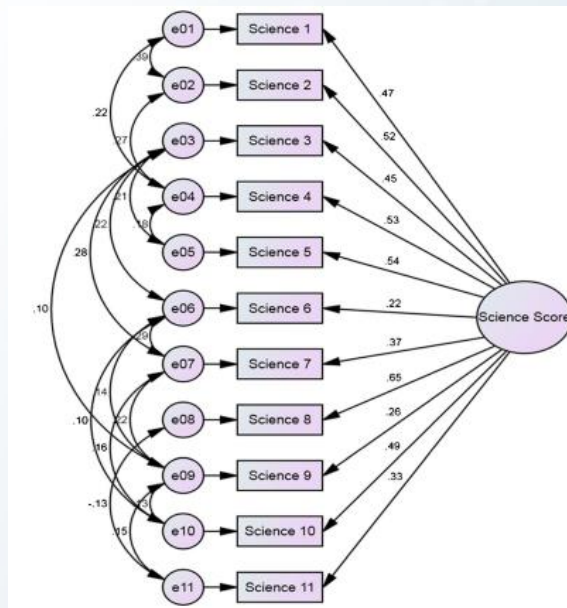 e01
Science 1
.39
.47
e02
Science 2
.22
.52
.27
e03
Science 3
.45
e04
Science 4
.21
.22
.18
.53
.28
e05
Science 5
.54
.10
e06
Science 6
.22
Science Score
.29
.37
e07
Science 7
.65
.14
.10
.22
e08
Science 8
.26
.16
e09
Science 9
.49
-.13
.13
.33
.15
e10
Science 10
e11
Science 11